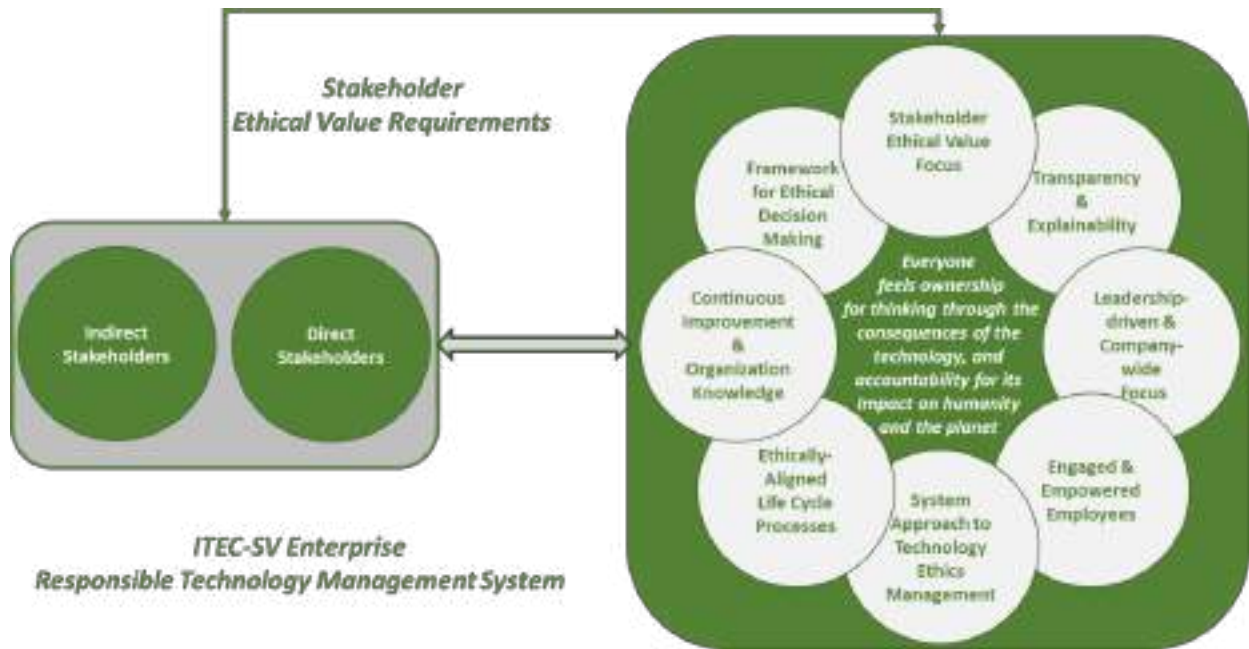 Stakeholder
Ethical Value Requirements
Indirect
Stakeholders
Direct
Stakeholders
ITEC-SV Enterprise
Responsible Technology Management System
Stakeholder
Ethical Value
Focus
Transparency
&
Explainability
Leadership-
driven &
Company-
wide
Focus
Engaged &
Empowered
Employees
System
Approach to
Technology
Ethics
Management
Ethically-
Aligned
Life Cycle
Processes
Continuous
Improvement
&
Organization
Knowledge
Framework
for Ethical
Decision
Making
Everyone
feels ownership
for thinking through the
consequences of the
technology, and
accountability for its
impact on humanity
and the planet